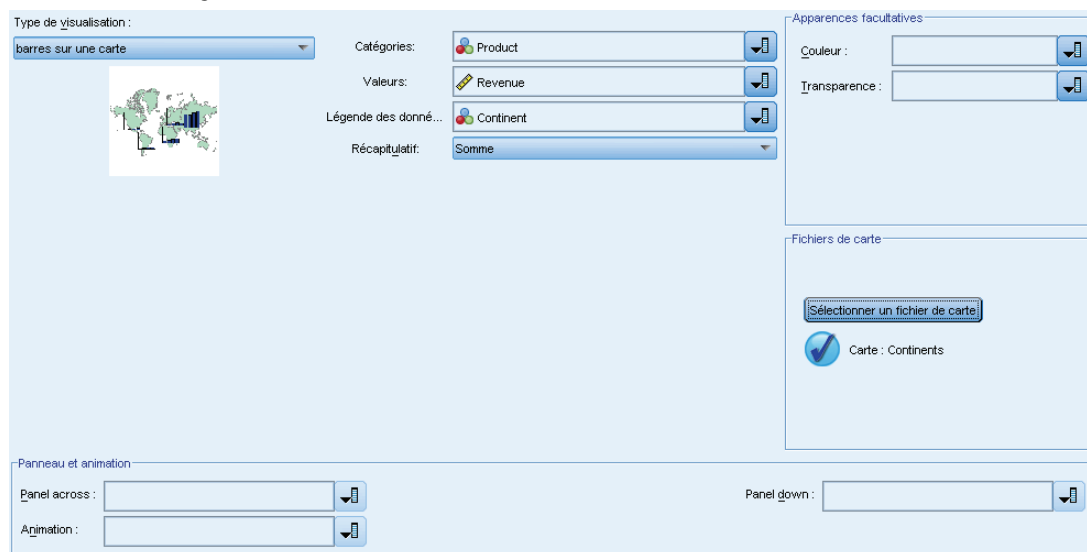 Type de visualisation :
barres sur une carte
Catégories:
Product
Valeurs:
Revenue
Légende des donné...
Continent
Récapitulatif:
Somme
Apparences facultatives
Couleur :
Transparence :
Fichiers de carte
Sélectionner un fichier de carte
Carte : Continents
Panneau et animation
Panel across :
Panel down :
Animation :